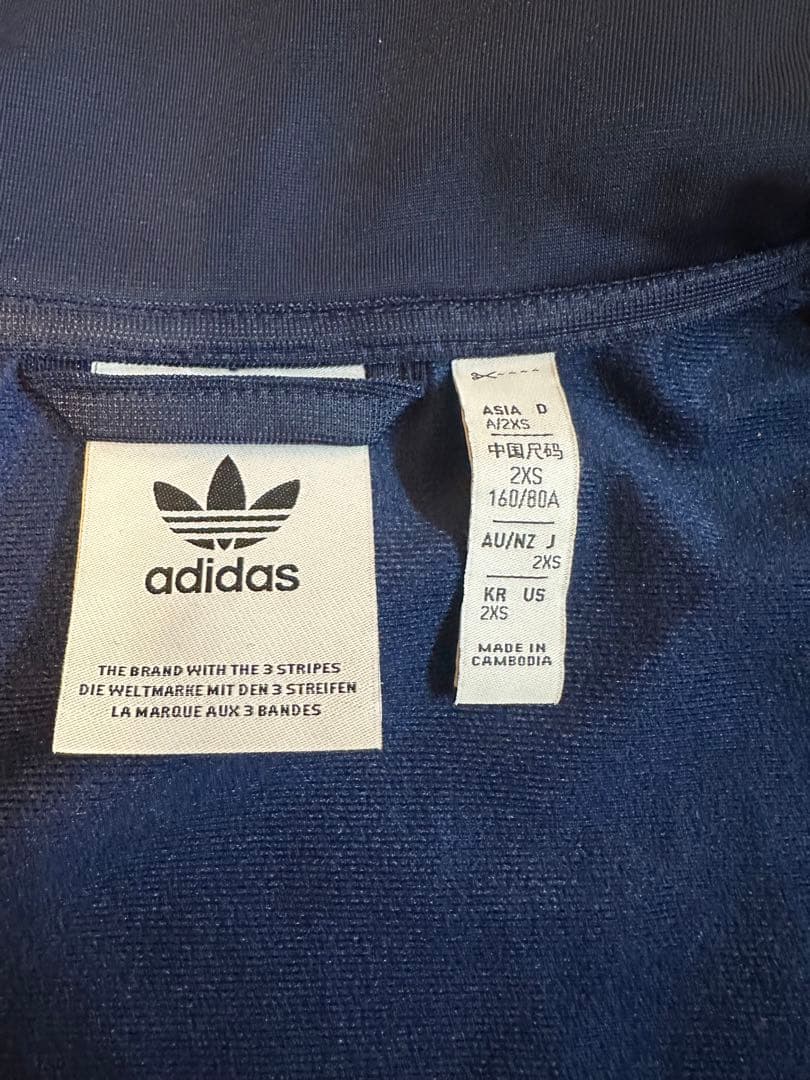 adidas
THE BRAND WITH THE 3 STRIPES
DIE WELTMARKE MIT DEN 3 STREIFEN
LA MARQUE AUX 3 BANDES
ASIA D
A/2XS
中国尺码
2XS
160/80A
AU/NZ J
2XS
KR US
2XS
MADE IN
CAMBODIA